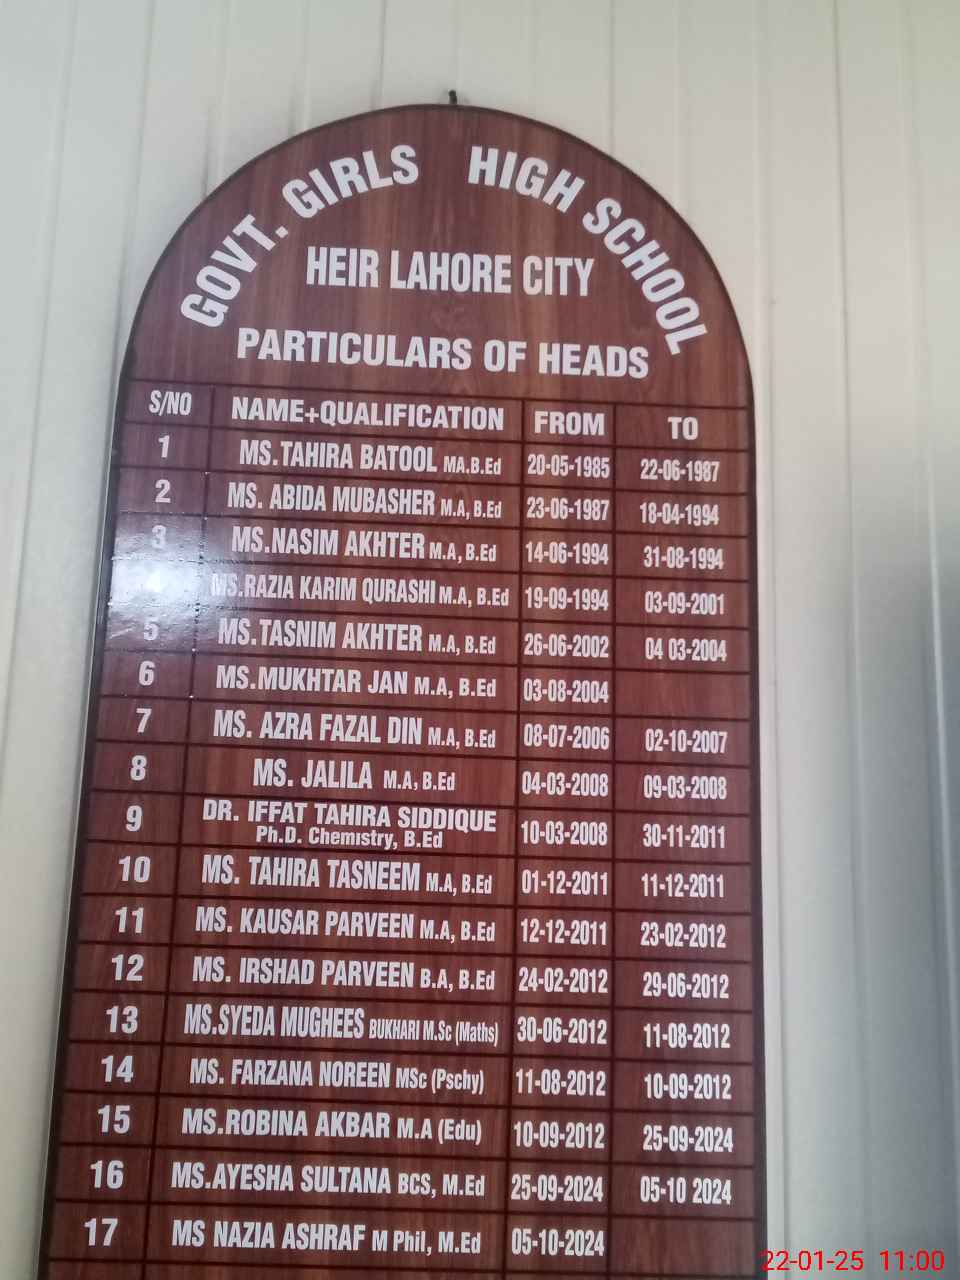 GOVT. GIRLS HIGH SCHOOL
HEIR LAHORE CITY
PARTICULARS OF HEADS
S/NO NAME+QUALIFICATION FROM TO
1 MS.TAHIRA BATOOL MA.B.Ed 20-05-1985 22-06-1987
2 MS. ABIDA MUBASHER M.A, B.Ed 23-06-1987 18-04-1994
3 MS.NASIM AKHTER M.A, B.Ed 14-06-1994 31-08-1994
4 MS.RAZIA KARIM QURASHI M.A, B.Ed 19-09-1994 03-09-2001
5 MS.TASNIM AKHTER M.A, B.Ed 26-06-2002 04 03-2004
6 MS.MUKHTAR JAN M.A, B.Ed 03-08-2004
7 MS. AZRA FAZAL DIN M.A, B.Ed 08-07-2006 02-10-2007
8 MS. JALILA M.A, B.Ed 04-03-2008 09-03-2008
9 DR. IFFAT TAHIRA SIDDIQUE 10-03-2008 30-11-2011
Ph.D. Chemistry, B.Ed
10 MS. TAHIRA TASNEEM M.A, B.Ed 01-12-2011 11-12-2011
11 MS. KAUSAR PARVEEN M.A, B.Ed 12-12-2011 23-02-2012
12 MS. IRSHAD PARVEEN B.A, B.Ed 24-02-2012 29-06-2012
13 MS.SYEDA MUGHEES BUKHARI M.Sc (Maths) 30-06-2012 11-08-2012
14 MS. FARZANA NOREEN MSc (Pschy) 11-08-2012 10-09-2012
15 MS.ROBINA AKBAR M.A (Edu) 10-09-2012 25-09-2024
16 MS.AYESHA SULTANA BCS, M.Ed 25-09-2024 05-10 2024
17 MS NAZIA ASHRAF M Phil, M.Ed 05-10-2024
22-01-25 11:00